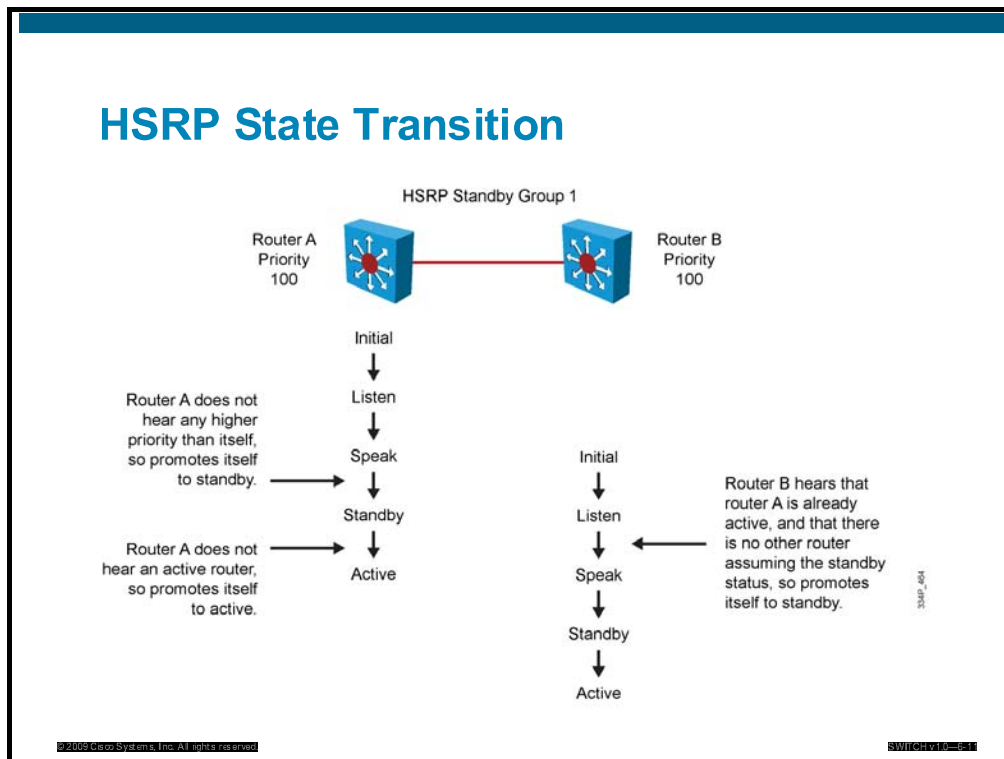 HSRP State Transition
HSRP Standby Group 1
Router A
Priority
100
Router B
Priority
100
Initial
Listen
Speak
Standby
Active
Router A does not
hear any higher
priority than itself,
so promotes itself
to standby.
Router A does not
hear an active router,
so promotes itself
to active.
Initial
Listen
Speak
Standby
Active
Router B hears that
router A is already
active, and that there
is no other router
assuming the standby
status, so promotes
itself to standby.
334P_464
© 2009 Cisco Systems, Inc. All rights reserved.
SWITCH v1.0—6-11